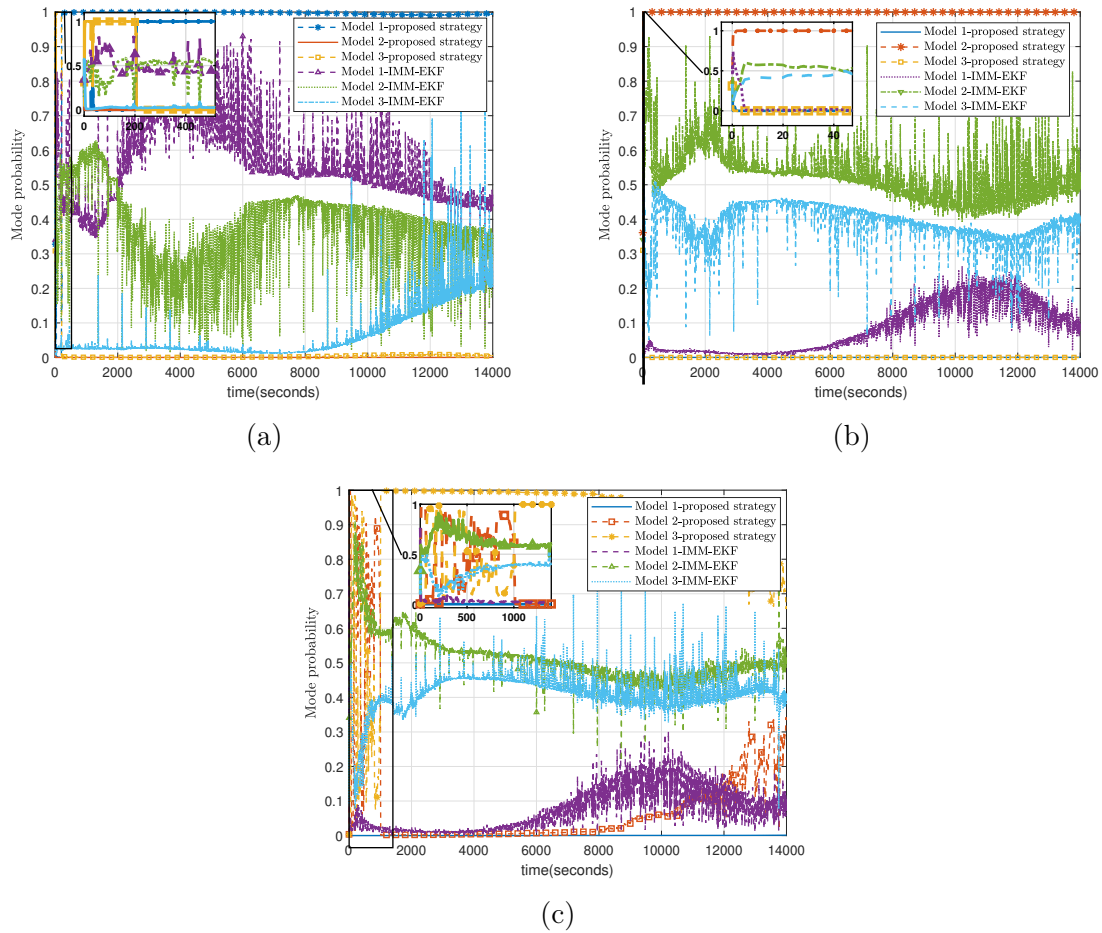 1
0.9
0.8
0.7
0.6
0.5
0.4
0.3
0.2
0.1
0
Mode probability
0 2000 4000 6000 8000 10000 12000 14000
time(seconds)
1
0.5
0
0 200 400
Model 1-proposed strategy
Model 2-proposed strategy
Model 3-proposed strategy
Model 1-IMM-EKF
Model 2-IMM-EKF
Model 3-IMM-EKF
(a)
1
0.9
0.8
0.7
0.6
0.5
0.4
0.3
0.2
0.1
0
Mode probability
0 2000 4000 6000 8000 10000 12000 14000
time(seconds)
1
0.5
0
0 20 40
Model 1-proposed strategy
Model 2-proposed strategy
Model 3-proposed strategy
Model 1-IMM-EKF
Model 2-IMM-EKF
Model 3-IMM-EKF
(b)
1
0.9
0.8
0.7
0.6
0.5
0.4
0.3
0.2
0.1
0
Mode probability
0 2000 4000 6000 8000 10000 12000 14000
time(seconds)
1
0.5
0
0 500 1000
Model 1-proposed strategy
Model 2-proposed strategy
Model 3-proposed strategy
Model 1-IMM-EKF
Model 2-IMM-EKF
Model 3-IMM-EKF
(c)